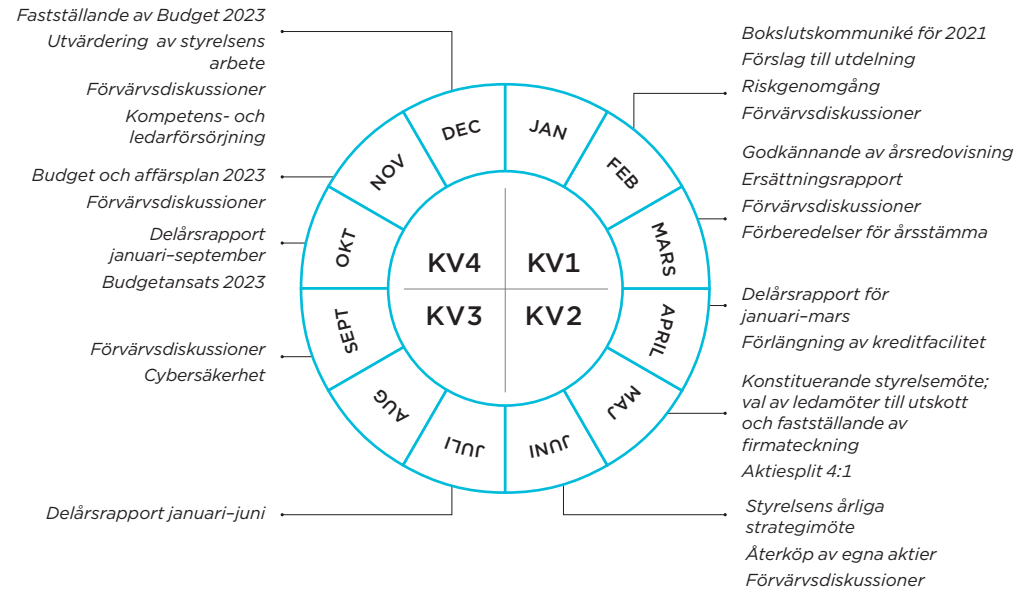 Fastställande av Budget 2023
Utvärdering av styrelsens
arbete
Förvärvsdiskussioner
Kompetens- och
ledarförsörjning
Budget och affärsplan 2023
Förvärvsdiskussioner
Delårsrapport
januari–september
Budgetansats 2023
Förvärvsdiskussioner
Cybersäkerhet
Delårsrapport januari–juni
JAN
FEB
MARS
APRIL
MAJ
JUNI
JULI
AUG
SEPT
OKT
NOV
DEC
KV4
KV1
KV3
KV2
Bokslutskommuniké för 2021
Förslag till utdelning
Riskgenomgång
Förvärvsdiskussioner
Godkännande av årsredovisning
Ersättningsrapport
Förvärvsdiskussioner
Förberedelser för årsstämma
Delårsrapport för
januari–mars
Förlängning av kreditfacilitet
Konstituerande styrelsemöte;
val av ledamöter till utskott
och fastställande av
firmateckning
Aktiesplit 4:1
Styrelsens årliga
strategimöte
Återköp av egna aktier
Förvärvsdiskussioner